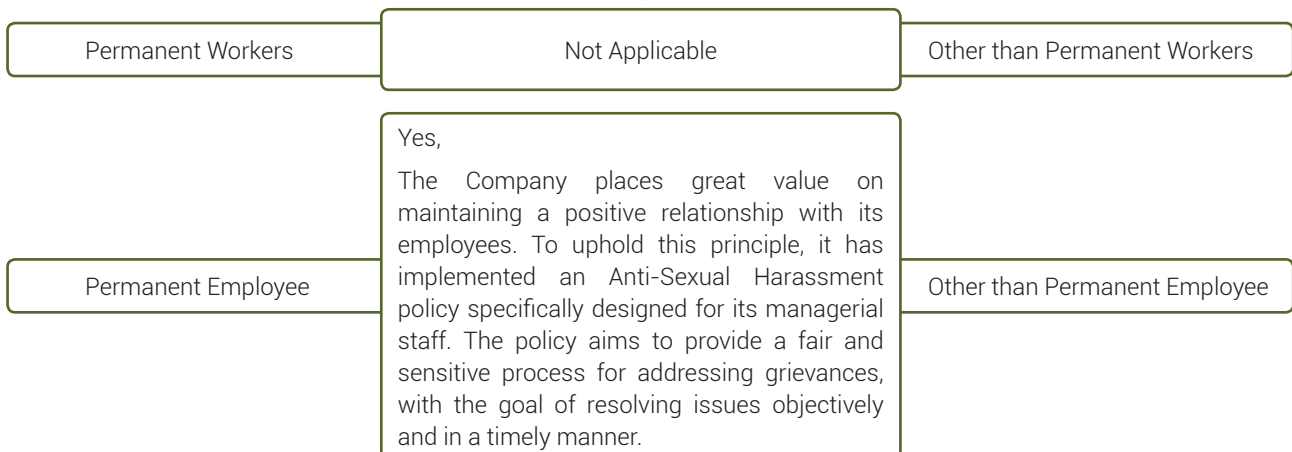 Permanent Workers
Not Applicable
Other than Permanent Workers
Yes,
The Company places great value on
maintaining a positive relationship with its
employees. To uphold this principle, it has
implemented an Anti-Sexual Harassment
policy specifically designed for its managerial
staff. The policy aims to provide a fair and
sensitive process for addressing grievances,
with the goal of resolving issues objectively
and in a timely manner.
Permanent Employee
Other than Permanent Employee